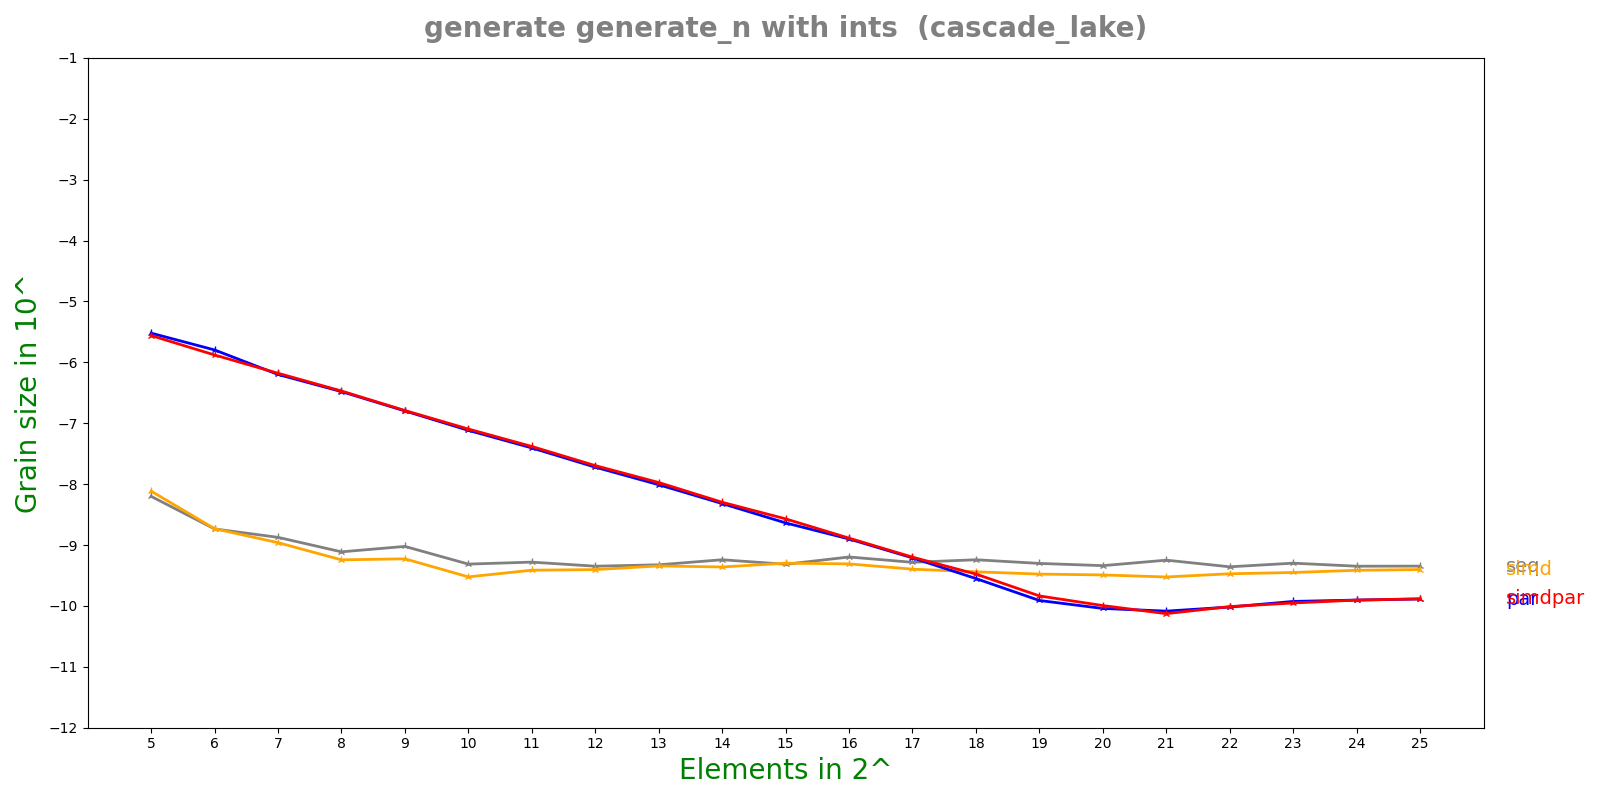 generate generate_n with ints (cascade_lake)
Grain size in 10^
−1
−2
−3
−4
−5
−6
−7
−8
−9
−10
−11
−12
5 6 7 8 9 10 11 12 13 14 15 16 17 18 19 20 21 22 23 24 25
Elements in 2^
seq
simd
simdpar
par